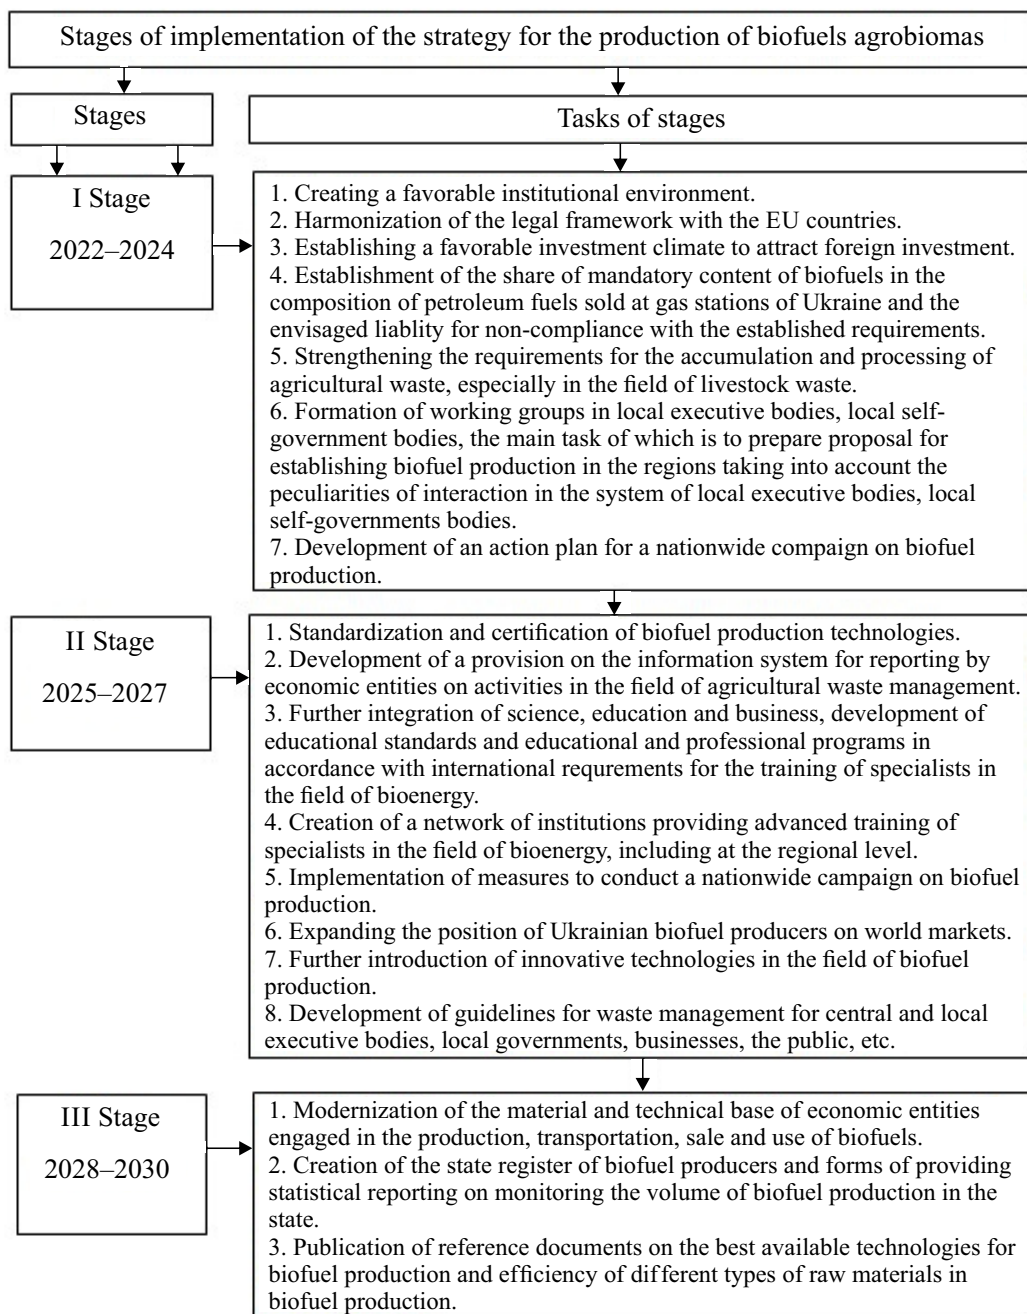 Stages of implementation of the strategy for the production of biofuels agrobiomas
Stages
Tasks of stages
I Stage
2022–2024
1. Creating a favorable institutional environment.
2. Harmonization of the legal framework with the EU countries.
3. Establishing a favorable investment climate to attract foreign investment.
4. Establishment of the share of mandatory content of biofuels in the
composition of petroleum fuels sold at gas stations of Ukraine and the
envisaged liablity for non-compliance with the established requirements.
5. Strengthening the requirements for the accumulation and processing of
agricultural waste, especially in the field of livestock waste.
6. Formation of working groups in local executive bodies, local self-
government bodies, the main task of which is to prepare proposal for
establishing biofuel production in the regions taking into account the
peculiarities of interaction in the system of local executive bodies, local
self-governments bodies.
7. Development of an action plan for a nationwide compaign on biofuel
production.
II Stage
2025–2027
1. Standardization and certification of biofuel production technologies.
2. Development of a provision on the information system for reporting by
economic entities on activities in the field of agricultural waste management.
3. Further integration of science, education and business, development of
educational standards and educational and professional programs in
accordance with international requrements for the training of specialists in
the field of bioenergy.
4. Creation of a network of institutions providing advanced training of
specialists in the field of bioenergy, including at the regional level.
5. Implementation of measures to conduct a nationwide campaign on biofuel
production.
6. Expanding the position of Ukrainian biofuel producers on world markets.
7. Further introduction of innovative technologies in the field of biofuel
production.
8. Development of guidelines for waste management for central and local
executive bodies, local governments, businesses, the public, etc.
III Stage
2028–2030
1. Modernization of the material and technical base of economic entities
engaged in the production, transportation, sale and use of biofuels.
2. Creation of the state register of biofuel producers and forms of providing
statistical reporting on monitoring the volume of biofuel production in the
state.
3. Publication of reference documents on the best available technologies for
biofuel production and efficiency of different types of raw materials in
biofuel production.